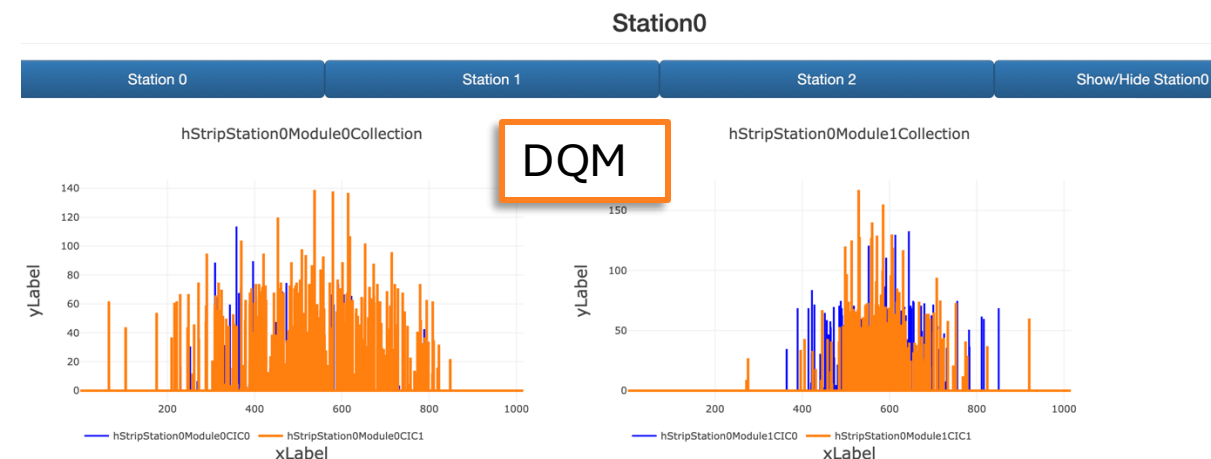 Station0
Station 0 Station 1 Station 2 Show/Hide Station0
hStripStation0Module0Collection
DQM
hStripStation0Module1Collection
140
120
100
80
60
40
20
0
yLabel
200 400 600 800 1000
hStripStation0Module0CIC0 hStripStation0Module0CIC1
xLabel
150
100
50
0
yLabel
200 400 600 800 1000
hStripStation0Module1CIC0 hStripStation0Module1CIC1
xLabel